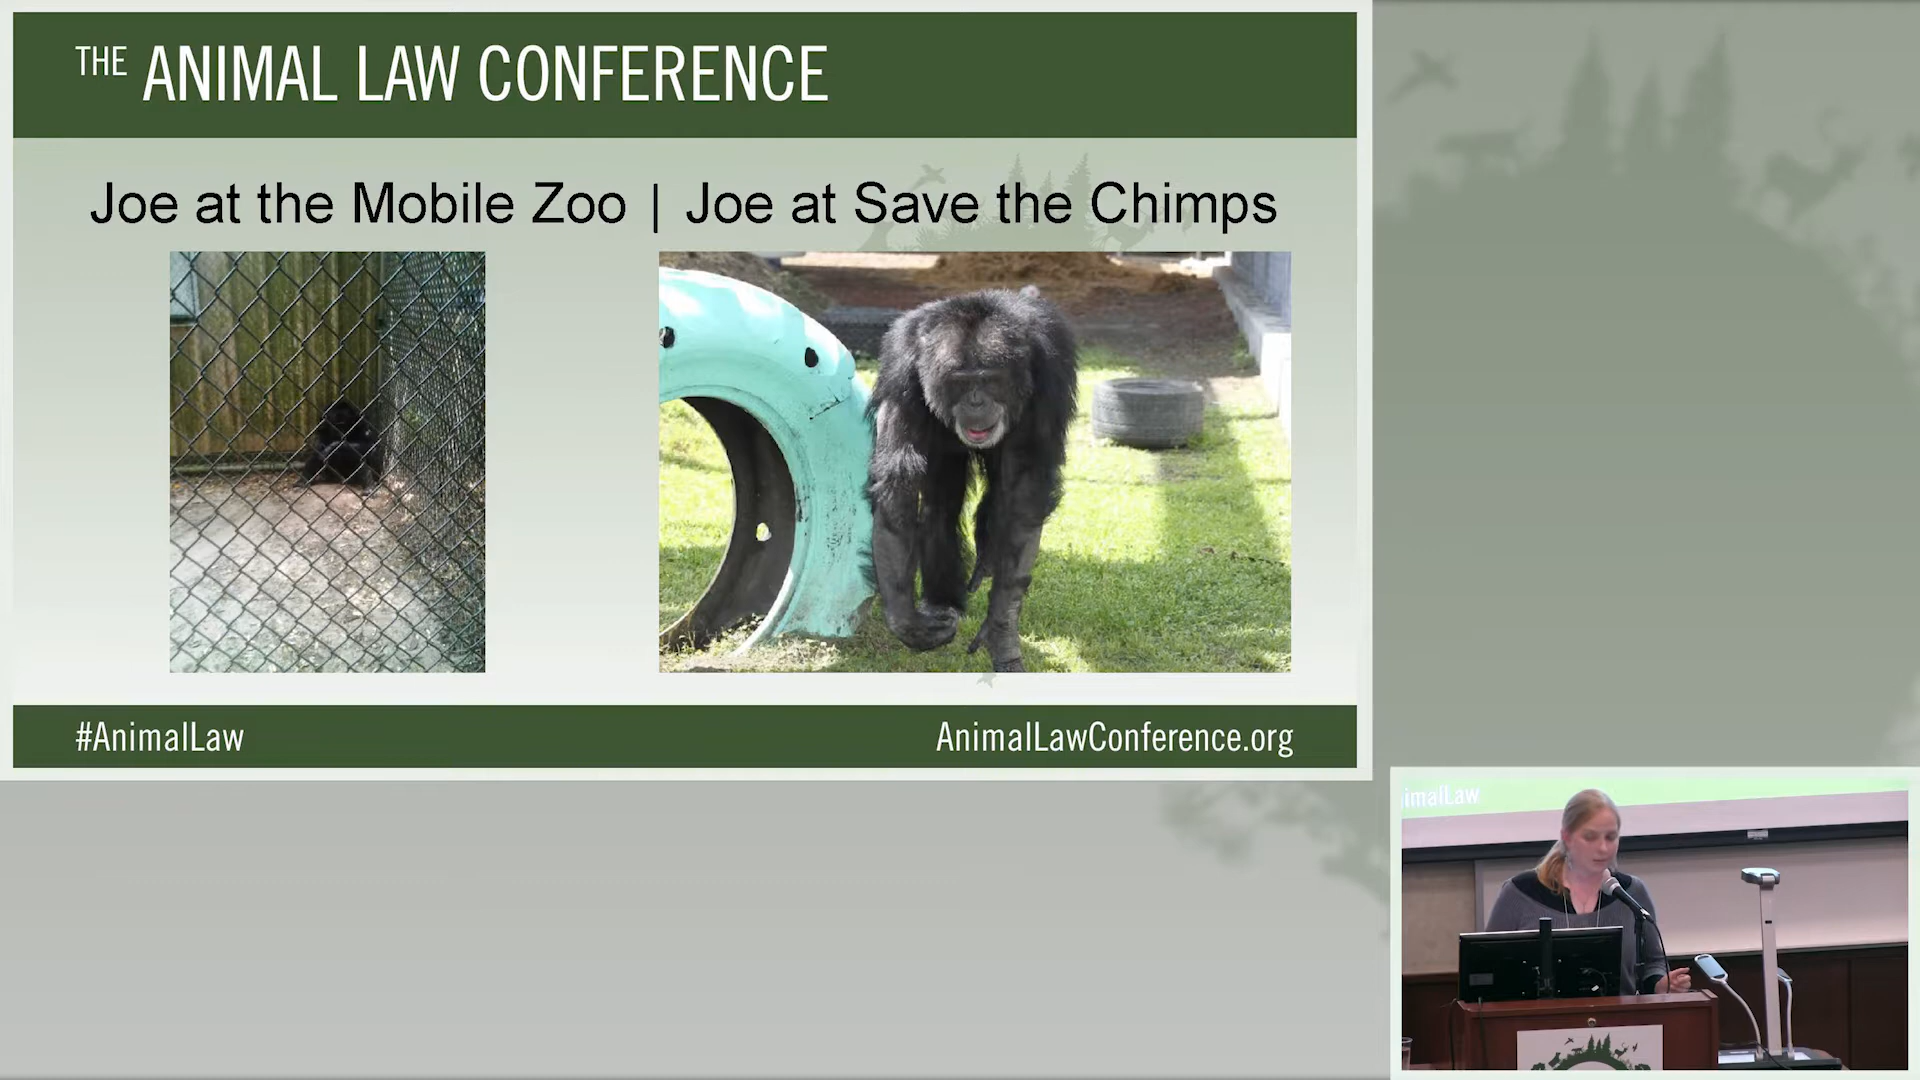 THE ANIMAL LAW CONFERENCE
Joe at the Mobile Zoo | Joe at Save the Chimps
#AnimalLaw
AnimalLawConference.org
imalLaw